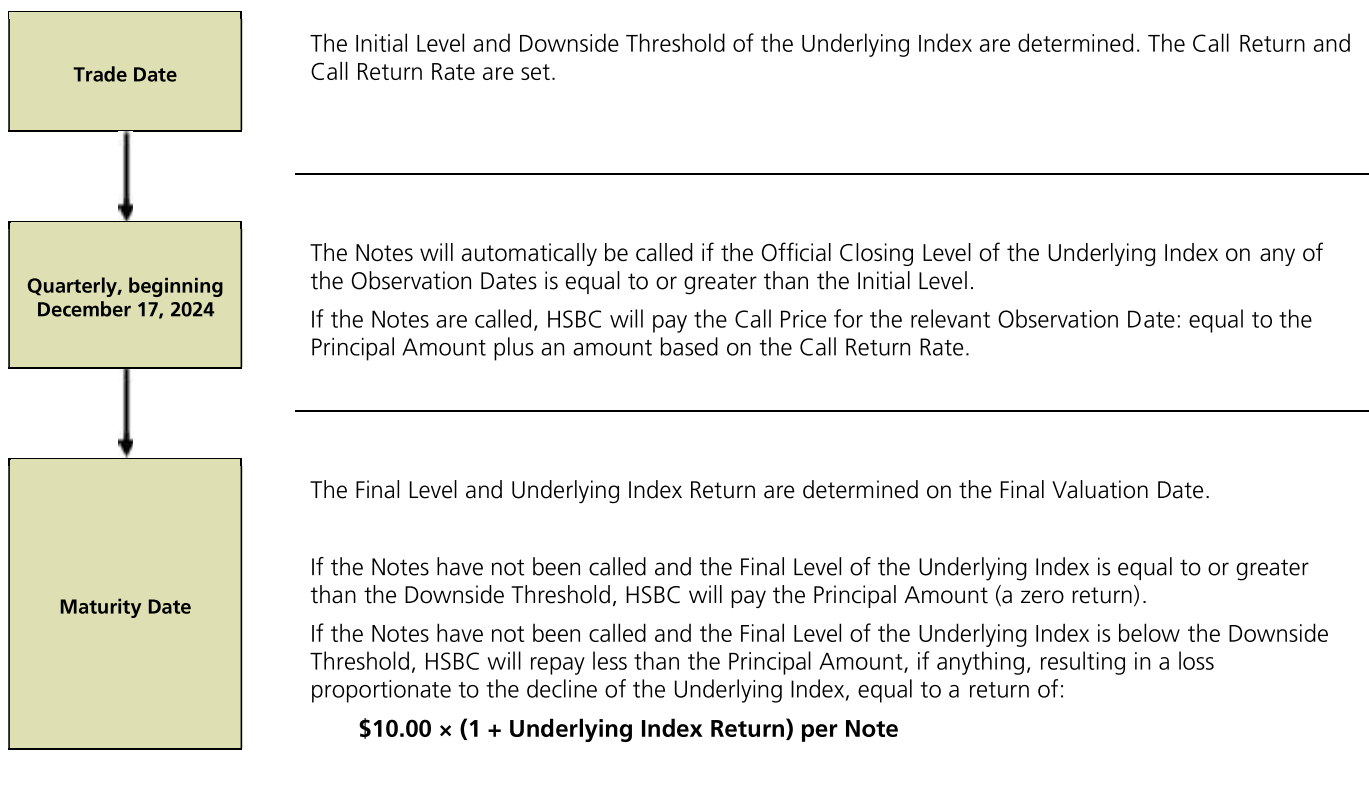 Trade Date
The Initial Level and Downside Threshold of the Underlying Index are determined. The Call Return and
Call Return Rate are set.
Quarterly, beginning
December 17, 2024
The Notes will automatically be called if the Official Closing Level of the Underlying Index on any of
the Observation Dates is equal to or greater than the Initial Level.
If the Notes are called, HSBC will pay the Call Price for the relevant Observation Date: equal to the
Principal Amount plus an amount based on the Call Return Rate.
Maturity Date
The Final Level and Underlying Index Return are determined on the Final Valuation Date.
If the Notes have not been called and the Final Level of the Underlying Index is equal to or greater
than the Downside Threshold, HSBC will pay the Principal Amount (a zero return).
If the Notes have not been called and the Final Level of the Underlying Index is below the Downside
Threshold, HSBC will repay less than the Principal Amount, if anything, resulting in a loss
proportionate to the decline of the Underlying Index, equal to a return of:
$10.00 × (1 + Underlying Index Return) per Note